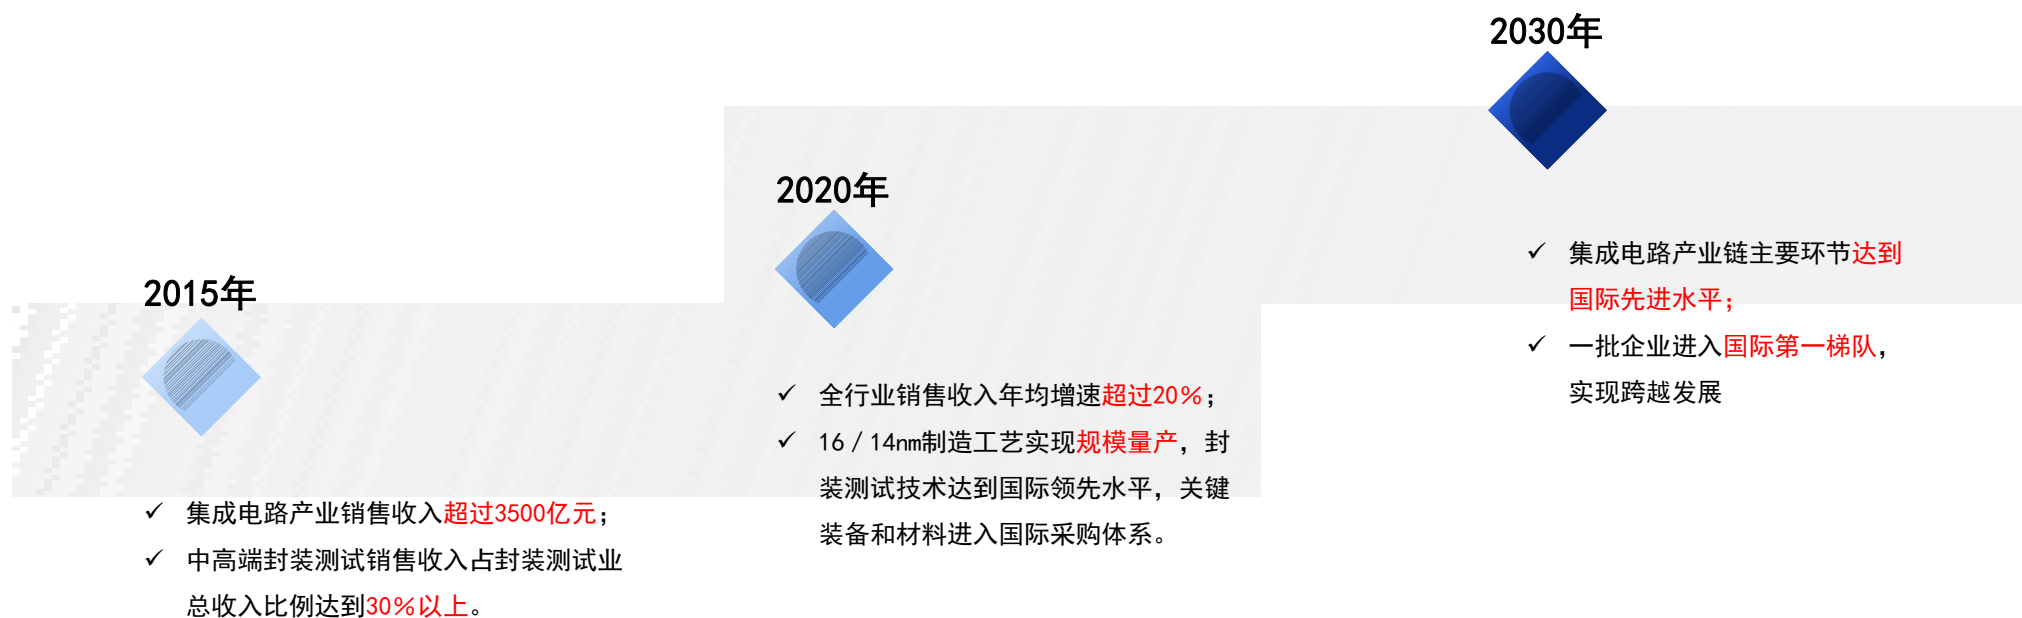 2015年
✓ 集成电路产业销售收入超过3500亿元；
✓ 中高端封装测试销售收入占封装测试业
总收入比例达到30％以上。
2020年
✓ 全行业销售收入年均增速超过20％；
✓ 16／14nm制造工艺实现规模量产，封
装测试技术达到国际领先水平，关键
装备和材料进入国际采购体系。
2030年
✓ 集成电路产业链主要环节达到
国际先进水平；
✓ 一批企业进入国际第一梯队，
实现跨越发展